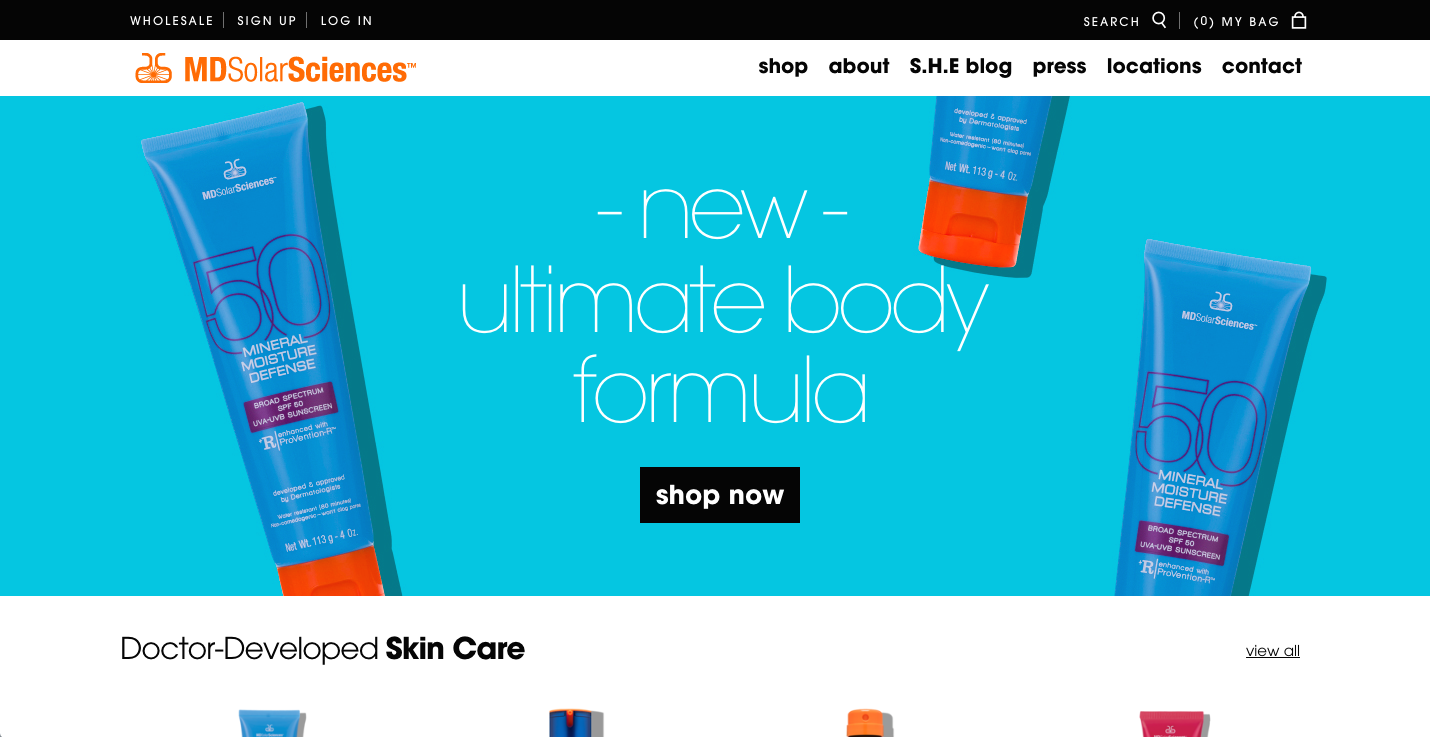 WHOLESALE
SIGN UP
LOG IN
SEARCH
(0) MY BAG
MDSolarSciences™
shop
about
S.H.E blog
press
locations
contact
MDSolarSciences™
50
MINERAL
MOISTURE
DEFENSE
BROAD SPECTRUM
SPF 50
UVA-UVB SUNSCREEN
enhanced with
ProVention-R™
developed & approved
by Dermatologists
Water resistant (80 minutes)
Non-comedogenic—won't clog pores
Net Wt. 113 g - 4 Oz.
- new -
ultimate body
formula
shop now
developed & approved
by Dermatologists
Water resistant (80 minutes)
Non-comedogenic—won't clog pores
Net Wt. 113 g - 4 Oz.
MDSolarSciences™
50
MINERAL
MOISTURE
DEFENSE
BROAD SPECTRUM
SPF 50
UVA-UVB SUNSCREEN
enhanced with
ProVention-R™
Doctor-Developed Skin Care
view all